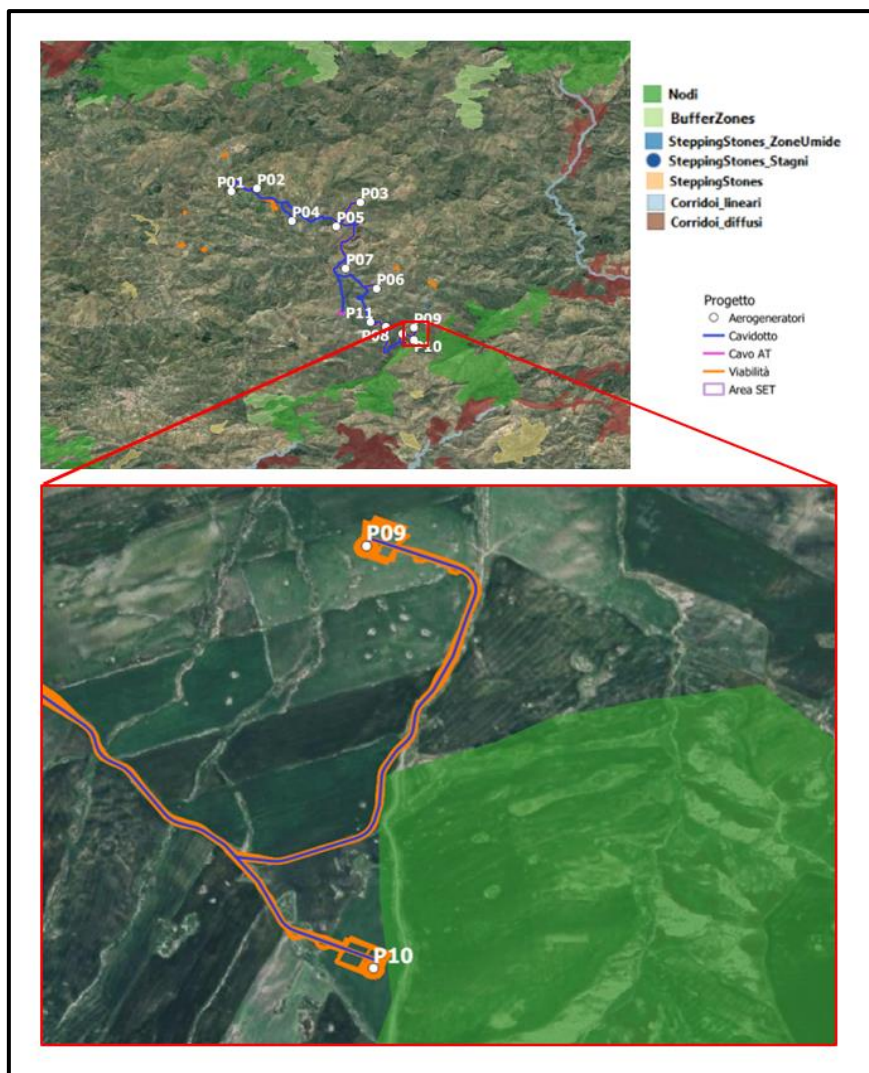 Nodi
BufferZones
SteppingStones_ZoneUmide
SteppingStones_Stagni
SteppingStones
Corridoi_lineari
Corridoi_diffusi
P01
P02
P03
P04
P05
P07
P06
P11
P09
P08
P10
Progetto
Aerogeneratori
Cavidotto
Cavo AT
Viabilità
Area SET
P09
P10